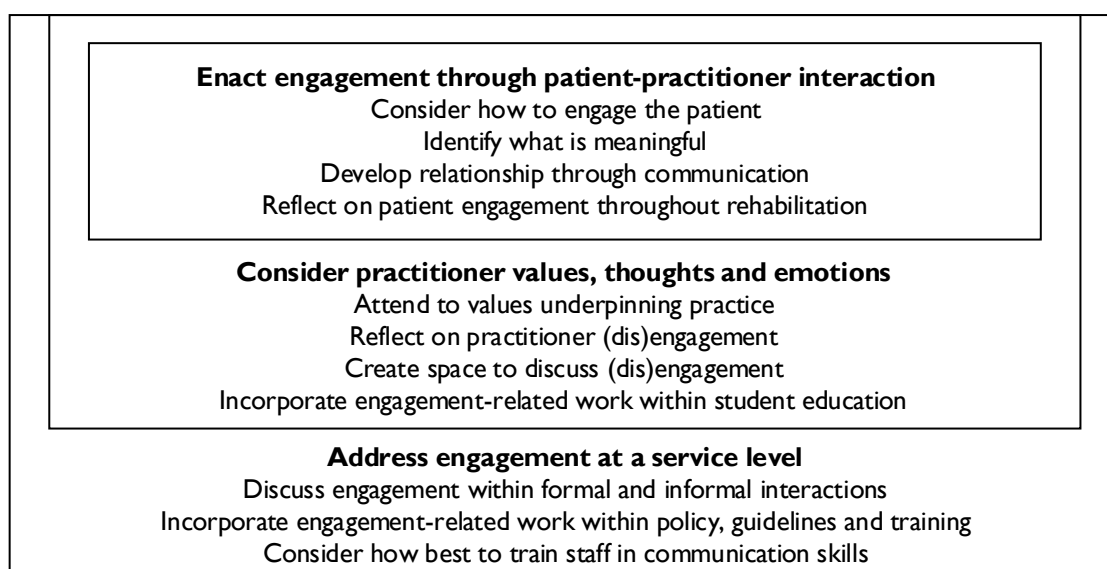 Enact engagement through patient-practitioner interaction
Consider how to engage the patient
Identify what is meaningful
Develop relationship through communication
Reflect on patient engagement throughout rehabilitation
Consider practitioner values, thoughts and emotions
Attend to values underpinning practice
Reflect on practitioner (dis)engagement
Create space to discuss (dis)engagement
Incorporate engagement-related work within student education
Address engagement at a service level
Discuss engagement within formal and informal interactions
Incorporate engagement-related work within policy, guidelines and training
Consider how best to train staff in communication skills